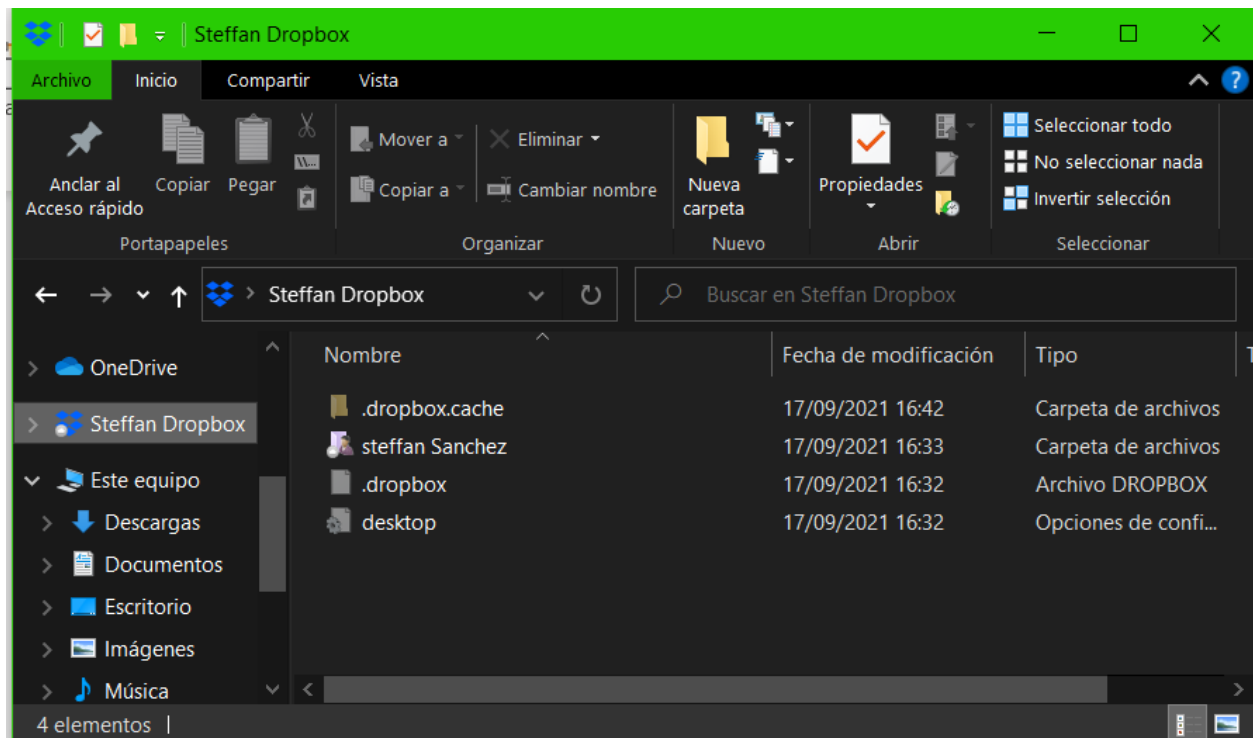 Steffan Dropbox
Archivo Inicio Compartir Vista
Anclar al Acceso rápido
Copiar
Pegar
Mover a
Copiar a
Eliminar
Cambiar nombre
Nueva carpeta
Propiedades
Seleccionar todo
No seleccionar nada
Invertir selección
Portapapeles Organizar Nuevo Abrir Seleccionar
Steffan Dropbox
Buscar en Steffan Dropbox
OneDrive
Steffan Dropbox
Este equipo
Descargas
Documentos
Escritorio
Imágenes
Música
Nombre Fecha de modificación Tipo
.dropbox.cache 17/09/2021 16:42 Carpeta de archivos
steffan Sanchez 17/09/2021 16:33 Carpeta de archivos
.dropbox 17/09/2021 16:32 Archivo DROPBOX
desktop 17/09/2021 16:32 Opciones de confi...
4 elementos